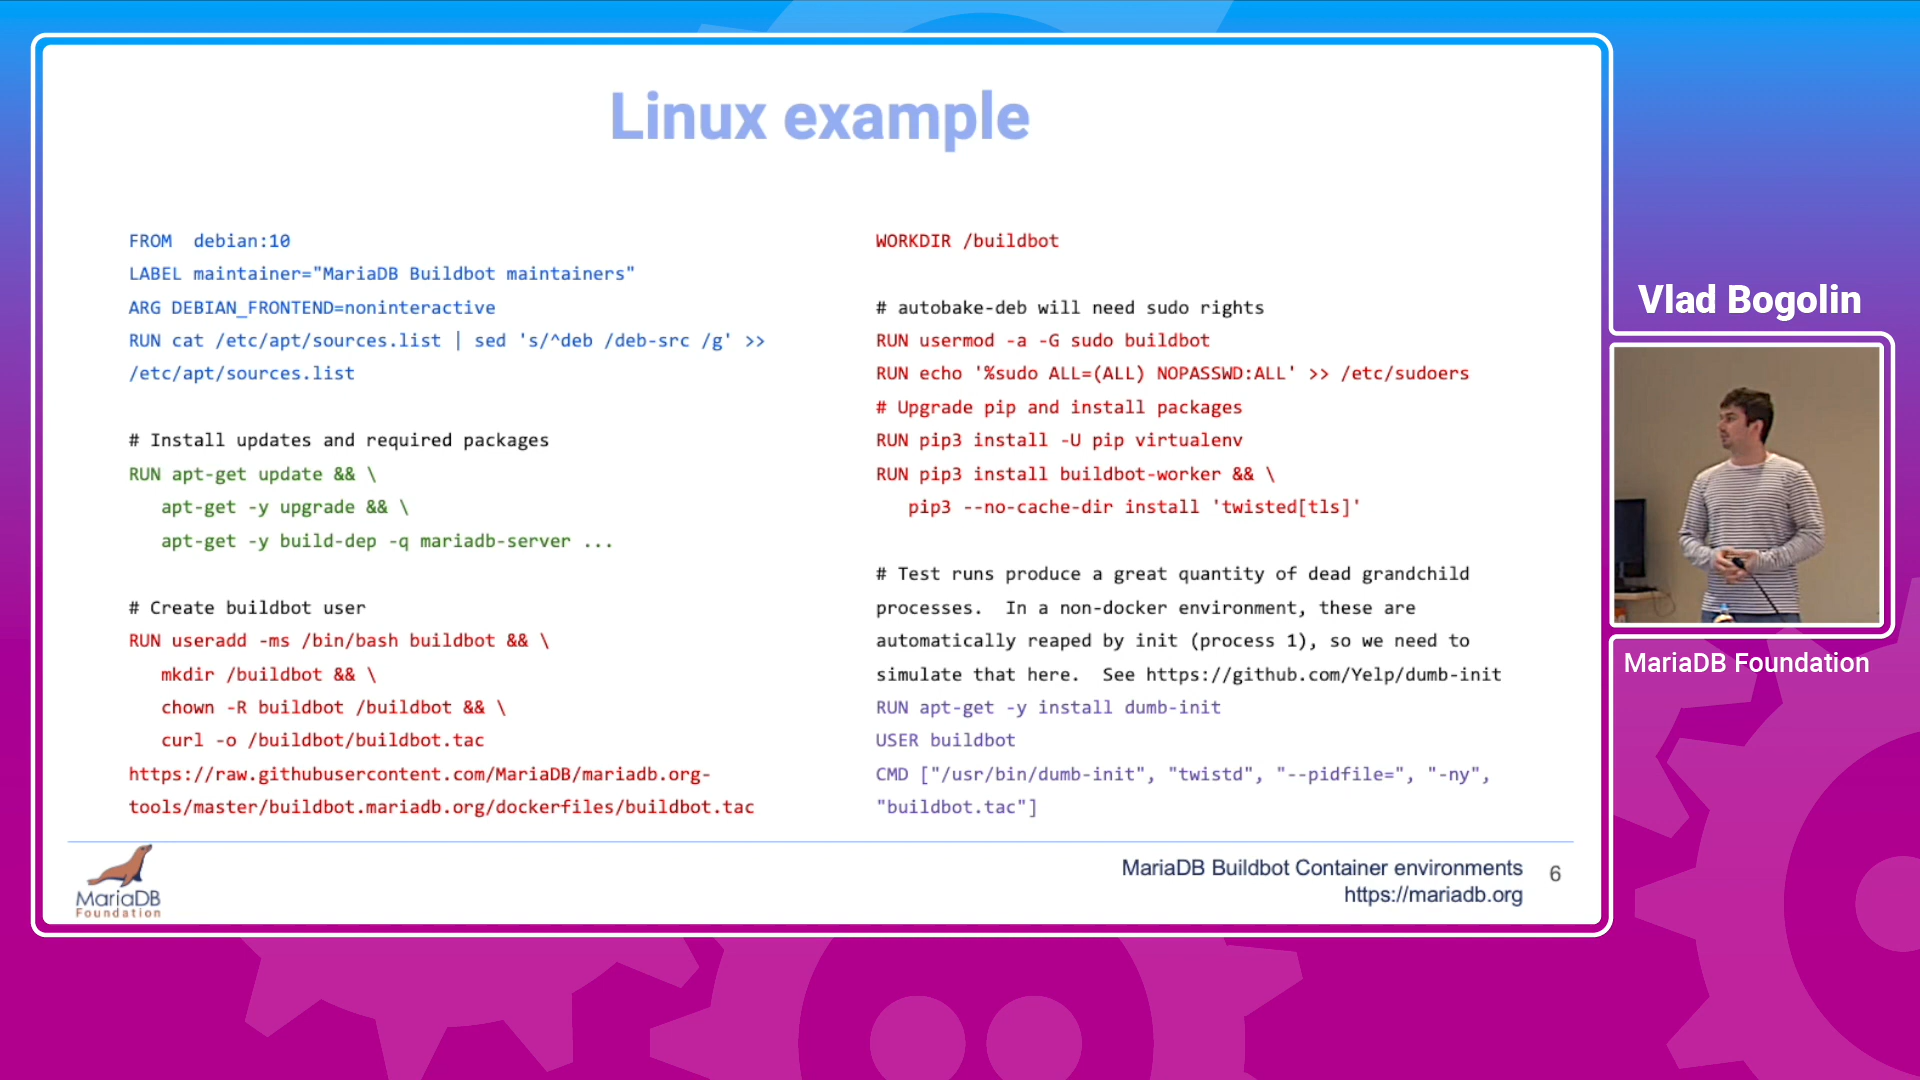 Linux example
FROM  debian:10
LABEL maintainer="MariaDB Buildbot maintainers"
ARG DEBIAN_FRONTEND=noninteractive
RUN cat /etc/apt/sources.list | sed 's/^deb /deb-src /g' >>
/etc/apt/sources.list
# Install updates and required packages
RUN apt-get update && \
apt-get -y upgrade && \
apt-get -y build-dep -q mariadb-server ...
# Create buildbot user
RUN useradd -ms /bin/bash buildbot && \
mkdir /buildbot && \
chown -R buildbot /buildbot && \
curl -o /buildbot/buildbot.tac
https://raw.githubusercontent.com/MariaDB/mariadb.org-
tools/master/buildbot.mariadb.org/dockerfiles/buildbot.tac
WORKDIR /buildbot
# autobake-deb will need sudo rights
RUN usermod -a -G sudo buildbot
RUN echo '%sudo ALL=(ALL) NOPASSWD:ALL' >> /etc/sudoers
# Upgrade pip and install packages
RUN pip3 install -U pip virtualenv
RUN pip3 install buildbot-worker && \
pip3 --no-cache-dir install 'twisted[tls]'
# Test runs produce a great quantity of dead grandchild
processes.  In a non-docker environment, these are
automatically reaped by init (process 1), so we need to
simulate that here.  See https://github.com/Yelp/dumb-init
RUN apt-get -y install dumb-init
USER buildbot
CMD ["/usr/bin/dumb-init", "twistd", "--pidfile=", "-ny",
"buildbot.tac"]
MariaDB
Foundation
MariaDB Buildbot Container environments
https://mariadb.org
6
Vlad Bogolin
MariaDB Foundation